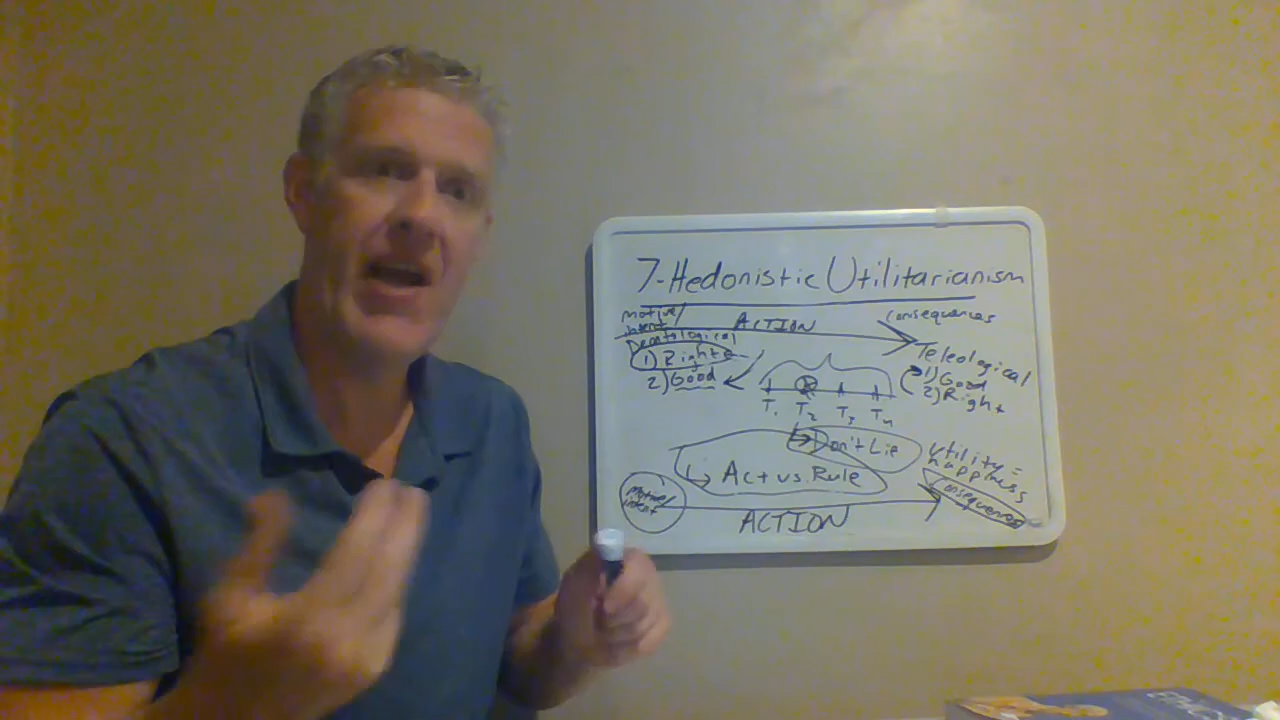 7-Hedonistic Utilitarianism
motive/
intent
ACTION
consequences
Deontological
1) Right
2) Good
Teleological
1) Good
2) Right
T1 T2 T3 T4
Don't Lie
Act vs. Rule
utility =
happiness
motive/
intent
ACTION
consequences